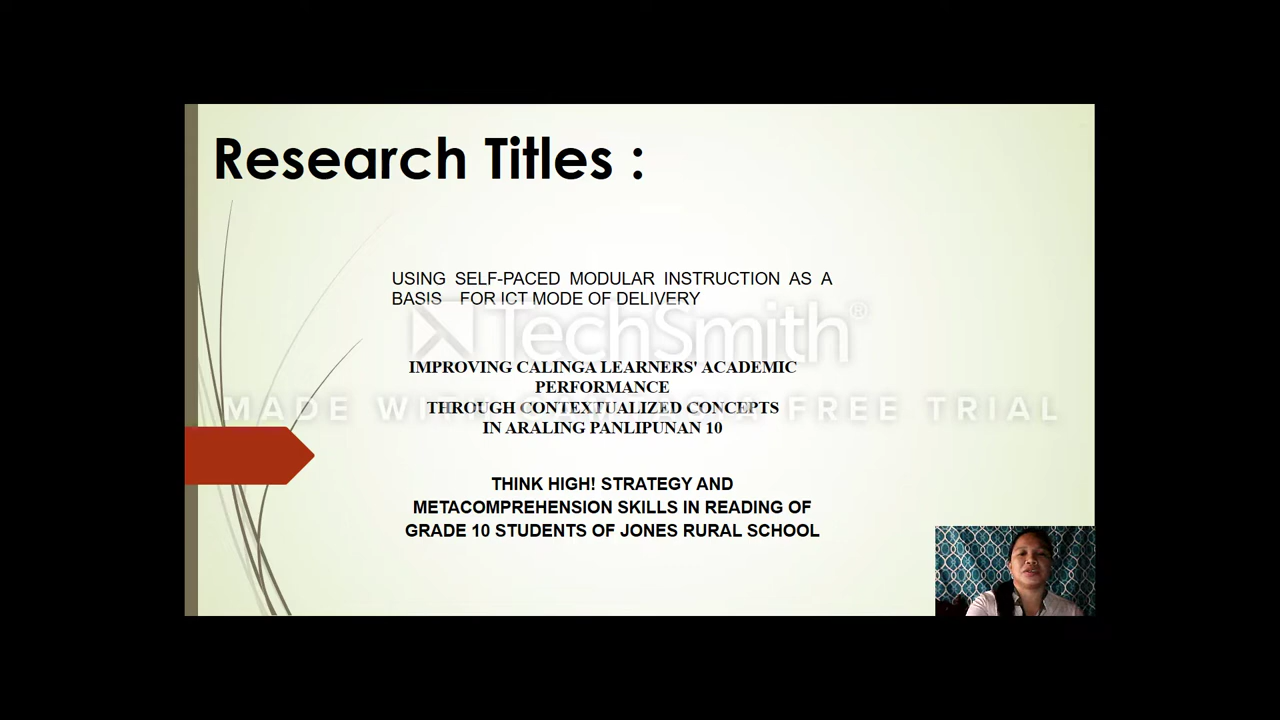 Research Titles :
USING SELF-PACED MODULAR INSTRUCTION AS A
BASIS FOR ICT MODE OF DELIVERY
TechSmith®
IMPROVING CALINGA LEARNERS' ACADEMIC
PERFORMANCE
MADE WITH CAMTASIA FREE TRIAL
THROUGH CONTEXTUALIZED CONCEPTS
IN ARALING PANLIPUNAN 10
THINK HIGH! STRATEGY AND
METACOMPREHENSION SKILLS IN READING OF
GRADE 10 STUDENTS OF JONES RURAL SCHOOL